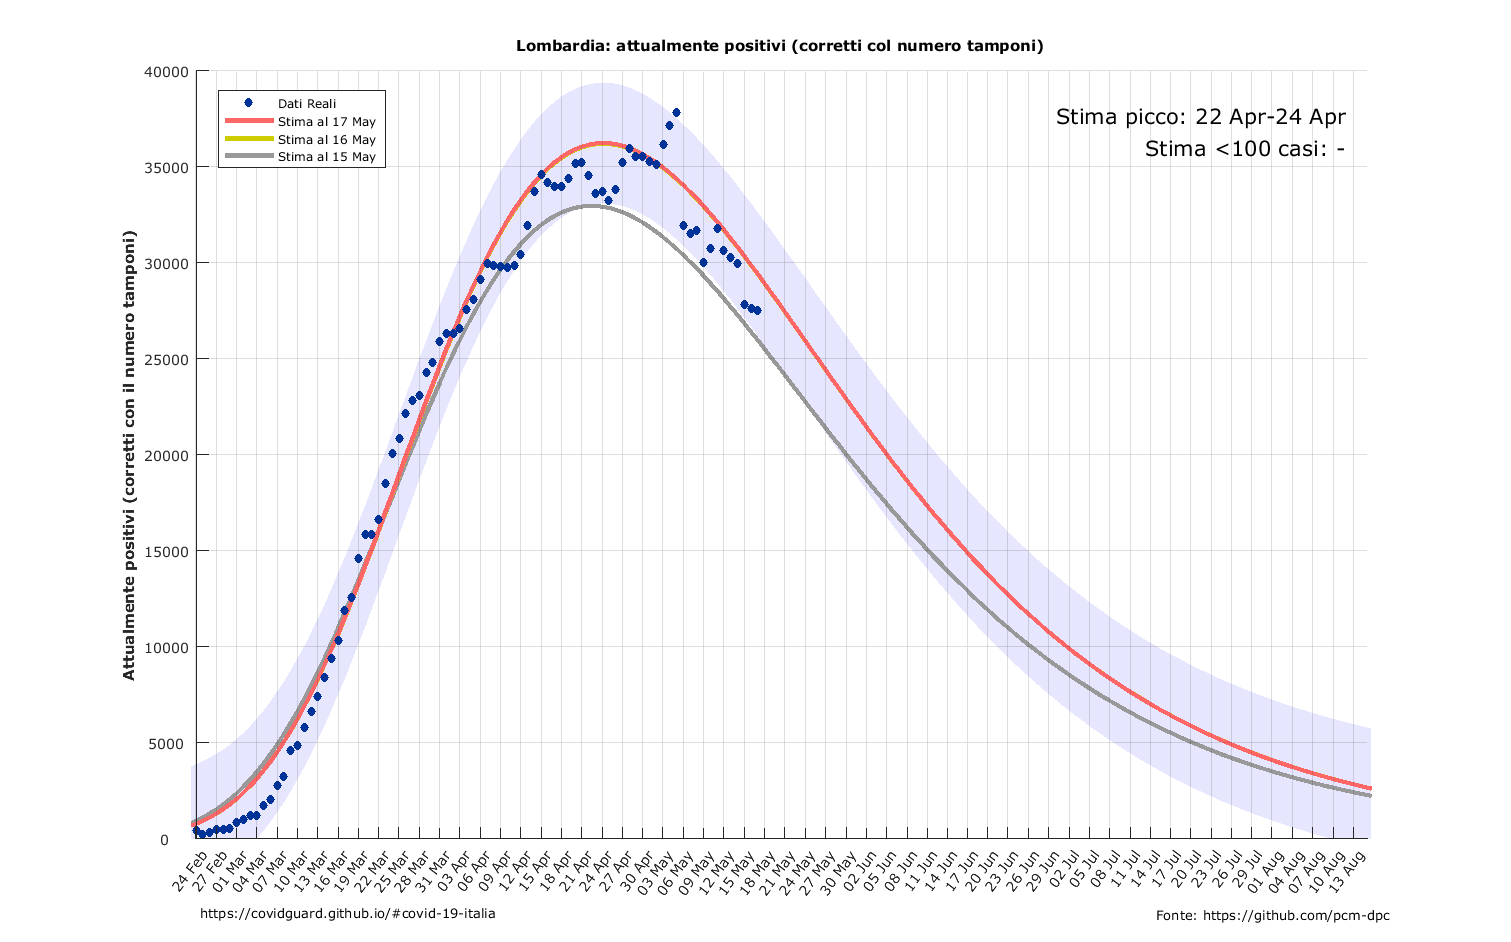 Lombardia: attualmente positivi (corretti col numero tamponi)
Stima picco: 22 Apr-24 Apr
Stima <100 casi: -
Dati Reali
Stima al 17 May
Stima al 16 May
Stima al 15 May
Attualmente positivi (corretti con il numero tamponi)
40000
35000
30000
25000
20000
15000
10000
5000
0
24 Feb
27 Feb
01 Mar
04 Mar
07 Mar
10 Mar
13 Mar
16 Mar
19 Mar
22 Mar
25 Mar
28 Mar
31 Mar
03 Apr
06 Apr
09 Apr
12 Apr
15 Apr
18 Apr
21 Apr
24 Apr
27 Apr
30 Apr
03 May
06 May
09 May
12 May
15 May
18 May
21 May
24 May
27 May
30 May
02 Jun
05 Jun
08 Jun
11 Jun
14 Jun
17 Jun
20 Jun
23 Jun
26 Jun
29 Jun
02 Jul
05 Jul
08 Jul
11 Jul
14 Jul
17 Jul
20 Jul
23 Jul
26 Jul
29 Jul
01 Aug
04 Aug
07 Aug
10 Aug
13 Aug
https://covidguard.github.io/#covid-19-italia
Fonte: https://github.com/pcm-dpc